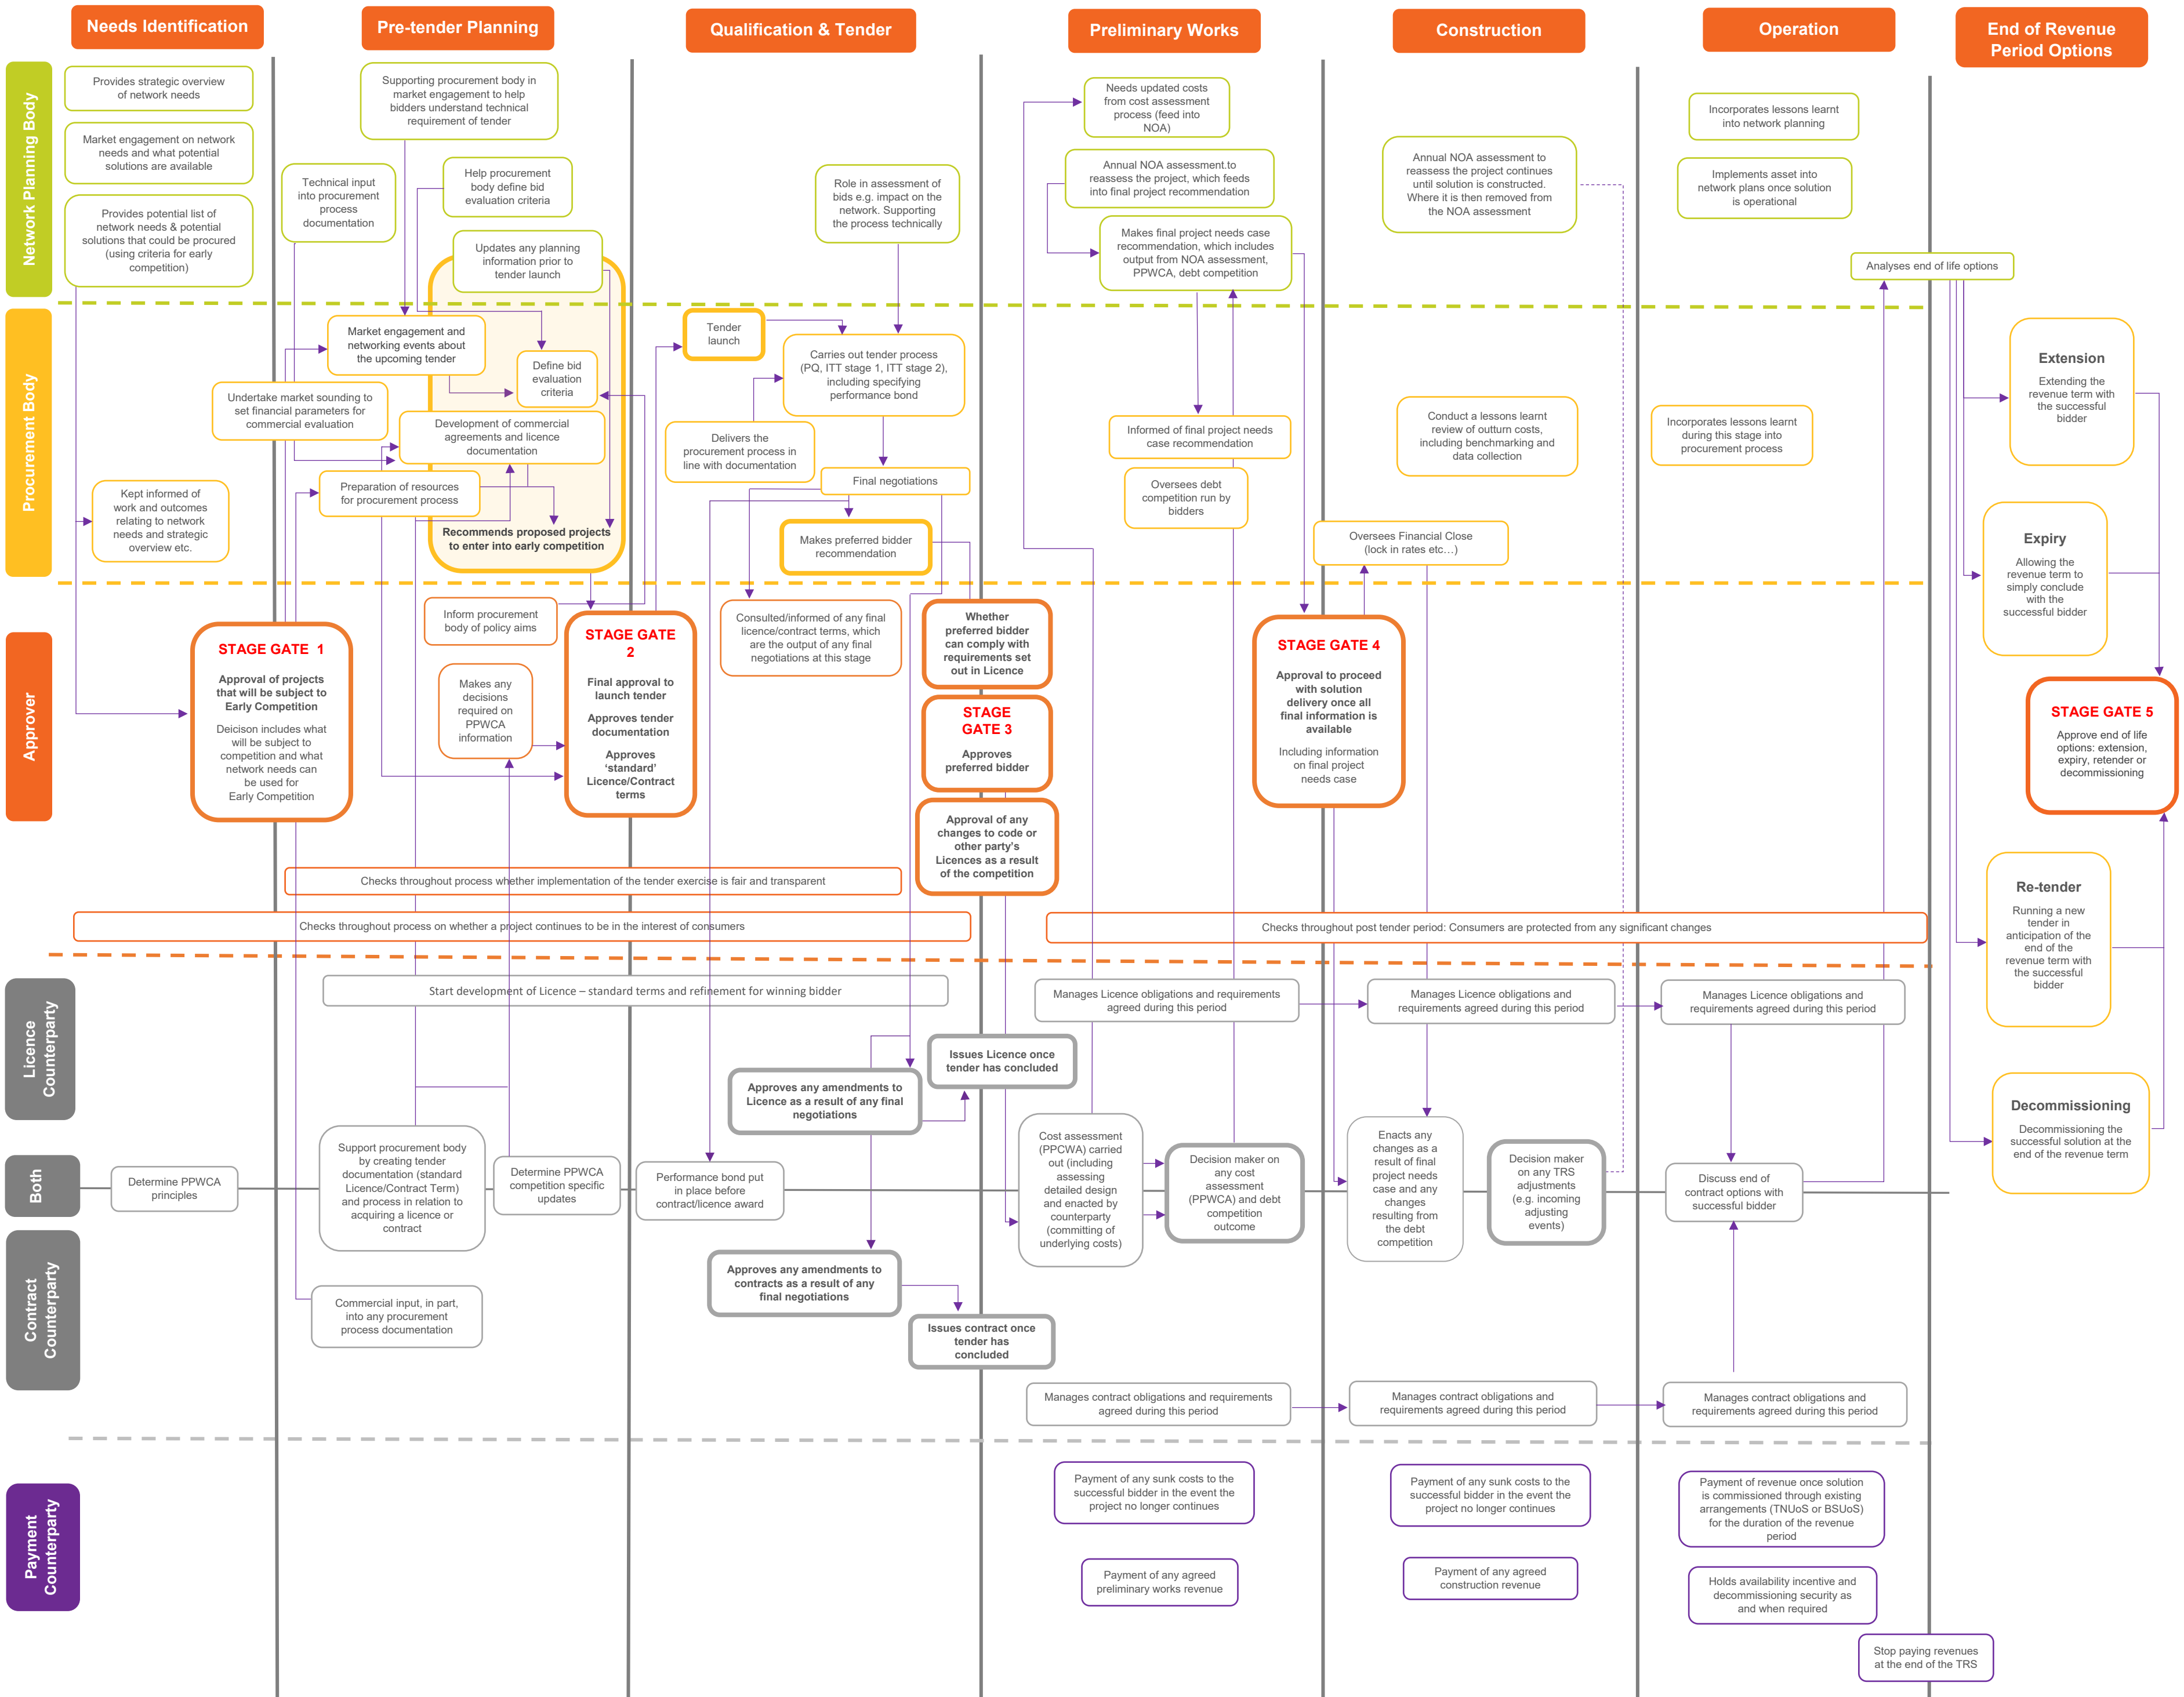 Needs Identification
Pre-tender Planning
Qualification & Tender
Preliminary Works
Construction
Operation
End of Revenue
Period Options
Network Planning Body
Provides strategic overview
of network needs
Market engagement on network
needs and what potential
solutions are available
Provides potential list of
network needs & potential
solutions that could be procured
(using criteria for early
competition)
Supporting procurement body in
market engagement to help
bidders understand technical
requirement of tender
Technical input
into procurement
process
documentation
Help procurement
body define bid
evaluation criteria
Updates any planning
information prior to
tender launch
Role in assessment of
bids e.g. impact on the
network. Supporting
the process technically
Needs updated costs
from cost assessment
process (feed into
NOA)
Annual NOA assessment.to
reassess the project, which feeds
into final project recommendation
Makes final project needs case
recommendation, which includes
output from NOA assessment,
PPWCA, debt competition
Annual NOA assessment to
reassess the project continues
until solution is constructed.
Where it is then removed from
the NOA assessment
Incorporates lessons learnt
into network planning
Implements asset into
network plans once solution
is operational
Analyses end of life options
Procurement Body
Kept informed of
work and outcomes
relating to network
needs and strategic
overview etc.
Market engagement and
networking events about
the upcoming tender
Define bid
evaluation
criteria
Undertake market sounding to
set financial parameters for
commercial evaluation
Development of commercial
agreements and licence
documentation
Preparation of resources
for procurement process
Recommends proposed projects
to enter into early competition
Tender
launch
Carries out tender process
(PQ, ITT stage 1, ITT stage 2),
including specifying
performance bond
Delivers the
procurement process in
line with documentation
Final negotiations
Makes preferred bidder
recommendation
Informed of final project needs
case recommendation
Oversees debt
competition run by
bidders
Conduct a lessons learnt
review of outturn costs,
including benchmarking and
data collection
Oversees Financial Close
(lock in rates etc…)
Incorporates lessons learnt
during this stage into
procurement process
Extension
Extending the
revenue term with
the successful
bidder
Expiry
Allowing the
revenue term to
simply conclude
with the
successful bidder
Approver
STAGE GATE 1
Approval of projects
that will be subject to
Early Competition
Deicison includes what
will be subject to
competition and what
network needs can
be used for
Early Competition
Inform procurement
body of policy aims
Makes any
decisions
required on
PPWCA
information
STAGE GATE
2
Final approval to
launch tender
Approves tender
documentation
Approves
‘standard’
Licence/Contract
terms
Consulted/informed of any final
licence/contract terms, which
are the output of any final
negotiations at this stage
Whether
preferred bidder
can comply with
requirements set
out in Licence
STAGE
GATE 3
Approves
preferred bidder
Approval of any
changes to code or
other party’s
Licences as a result
of the competition
STAGE GATE 4
Approval to proceed
with solution
delivery once all
final information is
available
Including information
on final project
needs case
STAGE GATE 5
Approve end of life
options: extension,
expiry, retender or
decommissioning
Checks throughout process whether implementation of the tender exercise is fair and transparent
Checks throughout process on whether a project continues to be in the interest of consumers
Checks throughout post tender period: Consumers are protected from any significant changes
Re-tender
Running a new
tender in
anticipation of the
end of the
revenue term with
the successful
bidder
Licence
Counterparty
Start development of Licence – standard terms and refinement for winning bidder
Issues Licence once
tender has concluded
Approves any amendments to
Licence as a result of any final
negotiations
Manages Licence obligations and requirements
agreed during this period
Manages Licence obligations and
requirements agreed during this period
Manages Licence obligations and
requirements agreed during this period
Decommissioning
Decommissioning the
successful solution at the
end of the revenue term
Both
Determine PPWCA
principles
Support procurement body
by creating tender
documentation (standard
Licence/Contract Term)
and process in relation to
acquiring a licence or
contract
Determine PPWCA
competition specific
updates
Performance bond put
in place before
contract/licence award
Cost assessment
(PPCWA) carried
out (including
assessing
detailed design
and enacted by
counterparty
(committing of
underlying costs)
Decision maker on
any cost
assessment
(PPWCA) and debt
competition
outcome
Enacts any
changes as a
result of final
project needs
case and any
changes
resulting from
the debt
competition
Decision maker
on any TRS
adjustments
(e.g. incoming
adjusting
events)
Discuss end of
contract options with
successful bidder
Contract
Counterparty
Commercial input, in part,
into any procurement
process documentation
Approves any amendments to
contracts as a result of any
final negotiations
Issues contract once
tender has
concluded
Manages contract obligations and requirements
agreed during this period
Manages contract obligations and
requirements agreed during this period
Manages contract obligations and
requirements agreed during this period
Payment
Counterparty
Payment of any sunk costs to the
successful bidder in the event the
project no longer continues
Payment of any agreed
preliminary works revenue
Payment of any sunk costs to the
successful bidder in the event the
project no longer continues
Payment of any agreed
construction revenue
Payment of revenue once solution
is commissioned through existing
arrangements (TNUoS or BSUoS)
for the duration of the revenue
period
Holds availability incentive and
decommissioning security as
and when required
Stop paying revenues
at the end of the TRS